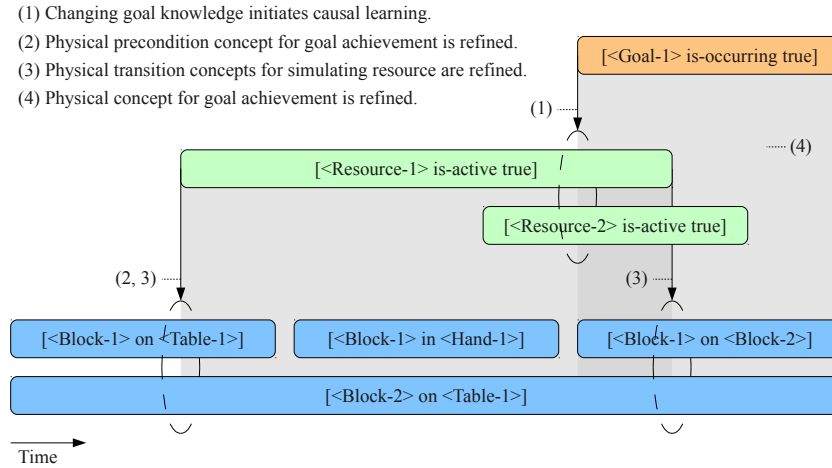 (1) Changing goal knowledge initiates causal learning.
(2) Physical precondition concept for goal achievement is refined.
(3) Physical transition concepts for simulating resource are refined.
(4) Physical concept for goal achievement is refined.
[<Goal-1> is-occurring true]
(1)
(4)
[<Resource-1> is-active true]
[<Resource-2> is-active true]
(2, 3)
(3)
[<Block-1> on <Table-1>]
[<Block-1> in <Hand-1>]
[<Block-1> on <Block-2>]
[<Block-2> on <Table-1>]
Time